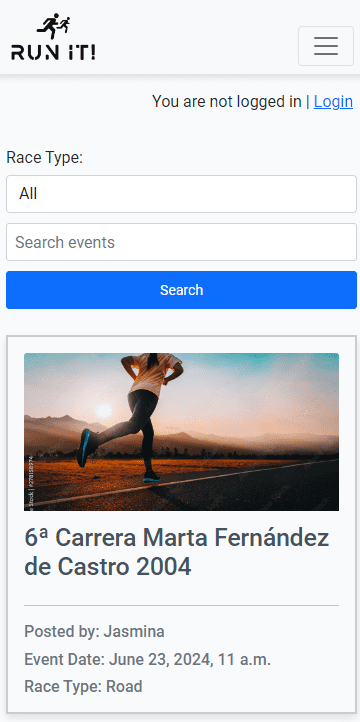 RUN IT!
You are not logged in | Login
Race Type:
All
Search events
Search
6ª Carrera Marta Fernández
de Castro 2004
Posted by: Jasmina
Event Date: June 23, 2024, 11 a.m.
Race Type: Road